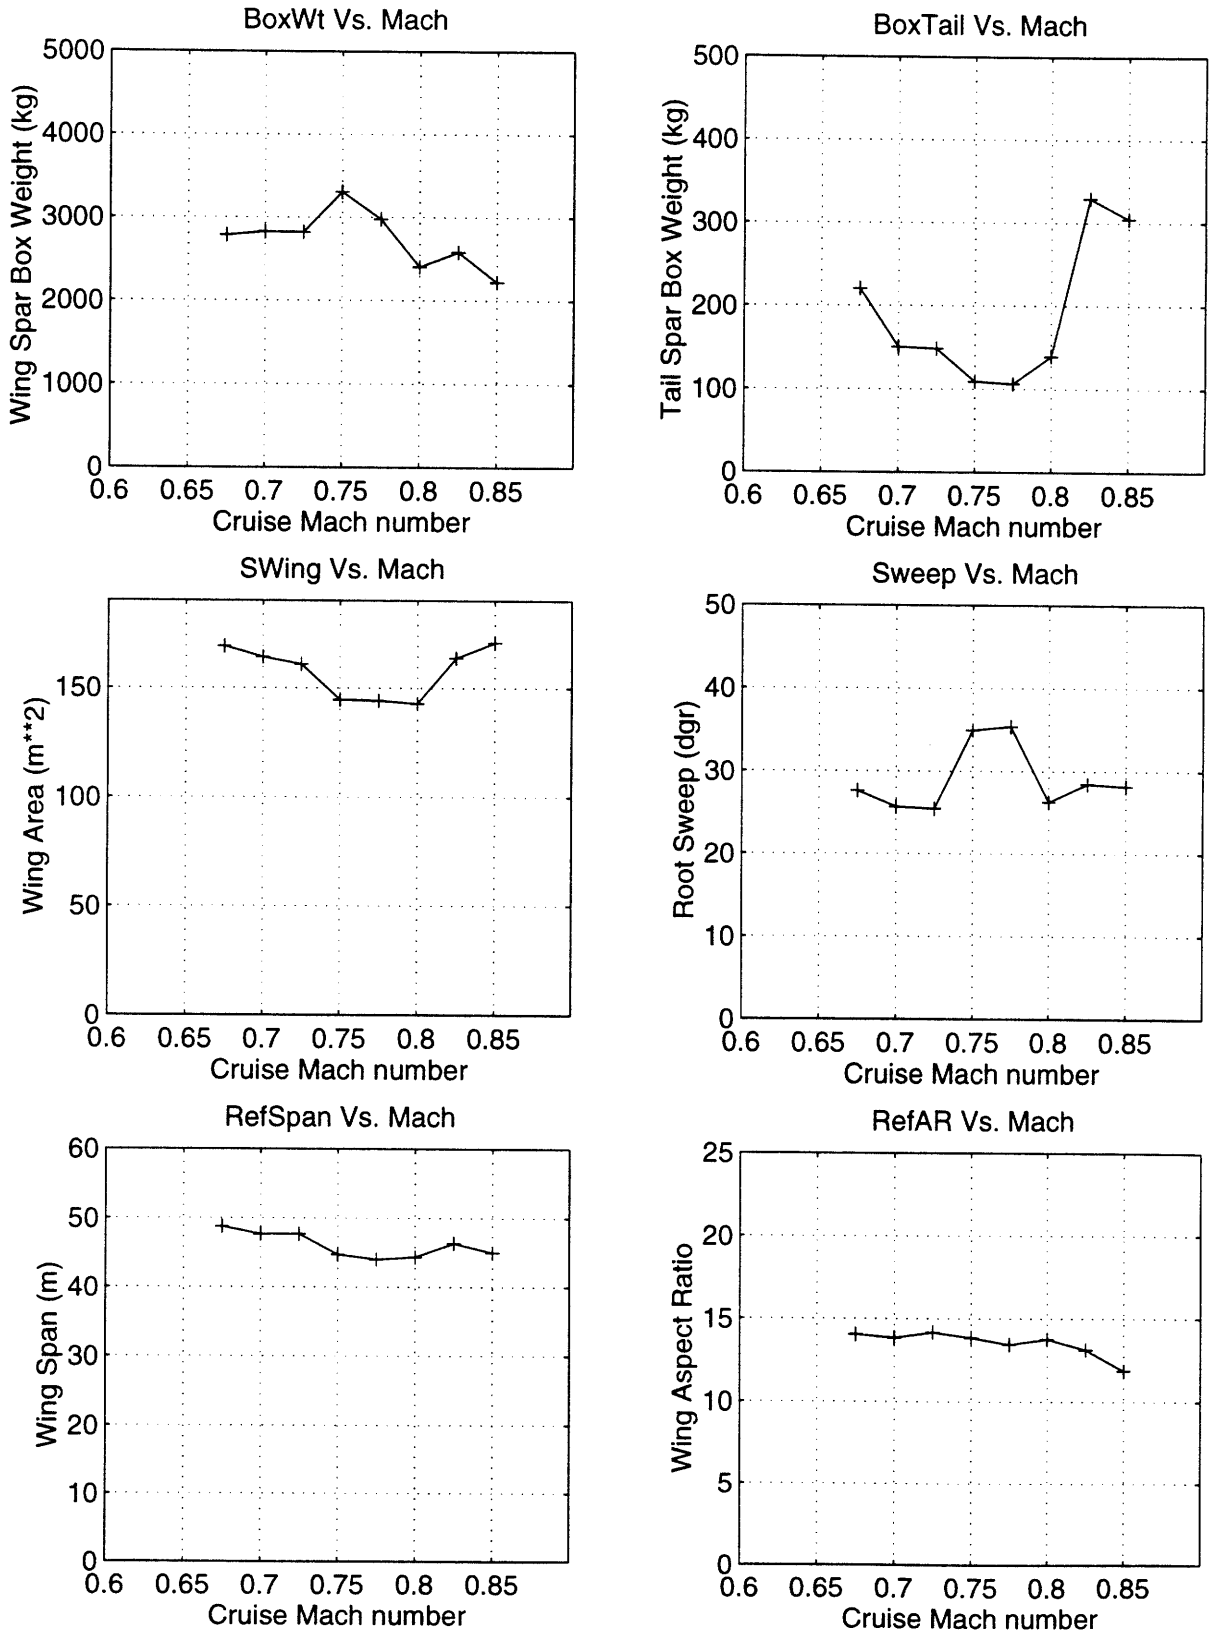 BoxWt Vs. Mach
Wing Spar Box Weight (kg)
5000
4000
3000
2000
1000
0
0.6 0.65 0.7 0.75 0.8 0.85
Cruise Mach number
BoxTail Vs. Mach
Tail Spar Box Weight (kg)
500
400
300
200
100
0
0.6 0.65 0.7 0.75 0.8 0.85
Cruise Mach number
SWing Vs. Mach
Wing Area (m**2)
150
100
50
0
0.6 0.65 0.7 0.75 0.8 0.85
Cruise Mach number
Sweep Vs. Mach
Root Sweep (dgr)
50
40
30
20
10
0
0.6 0.65 0.7 0.75 0.8 0.85
Cruise Mach number
RefSpan Vs. Mach
Wing Span (m)
60
50
40
30
20
10
0
0.6 0.65 0.7 0.75 0.8 0.85
Cruise Mach number
RefAR Vs. Mach
Wing Aspect Ratio
25
20
15
10
5
0
0.6 0.65 0.7 0.75 0.8 0.85
Cruise Mach number